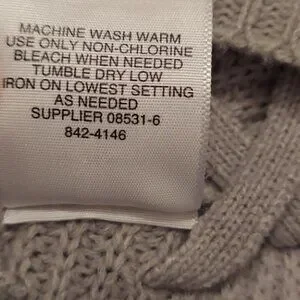 MACHINE WASH WARM
USE ONLY NON-CHLORINE
BLEACH WHEN NEEDED
TUMBLE DRY LOW
IRON ON LOWEST SETTING
AS NEEDED
SUPPLIER 08531-6
842-4146